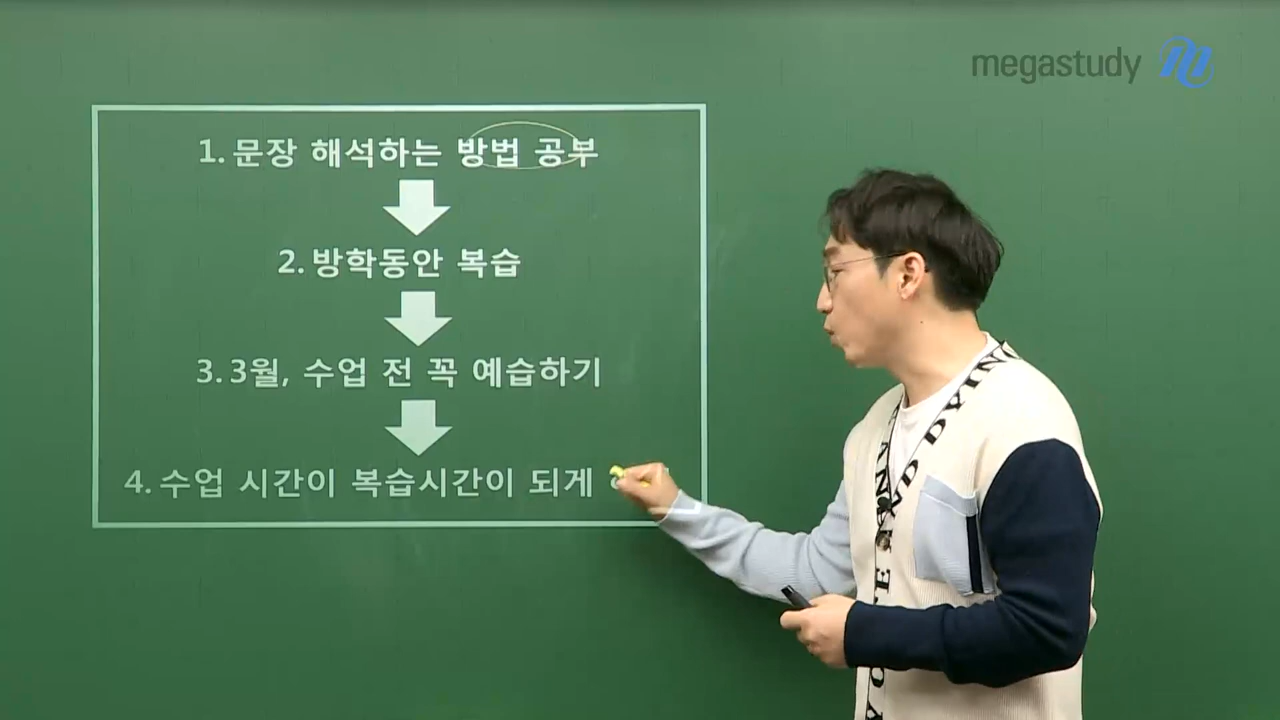 megastudy
1. 문장 해석하는 방법 공부
2. 방학동안 복습
3. 3월, 수업 전 꼭 예습하기
4. 수업 시간이 복습시간이 되게